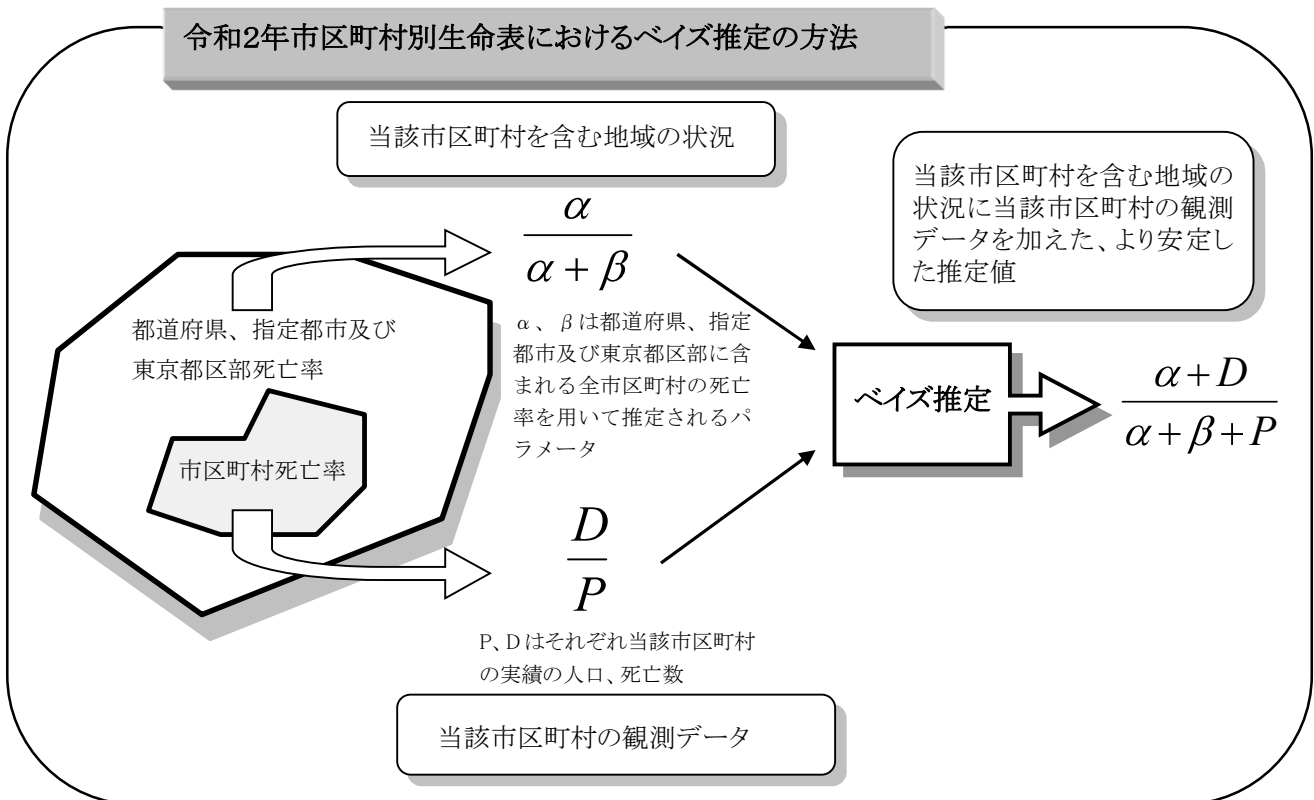 令和2年市区町村別生命表におけるベイズ推定の方法
当該市区町村を含む地域の状況
α
α + β
α、βは都道府県、指定
都市及び東京都区部に含
まれる全市区町村の死亡
率を用いて推定されるパ
ラメータ
都道府県、指定都市及び
東京都区部死亡率
市区町村死亡率
D
P
P、Dはそれぞれ当該市区町村
の実績の人口、死亡数
当該市区町村の観測データ
ベイズ推定
当該市区町村を含む地域の
状況に当該市区町村の観測
データを加えた、より安定し
た推定値
α + D
α + β + P